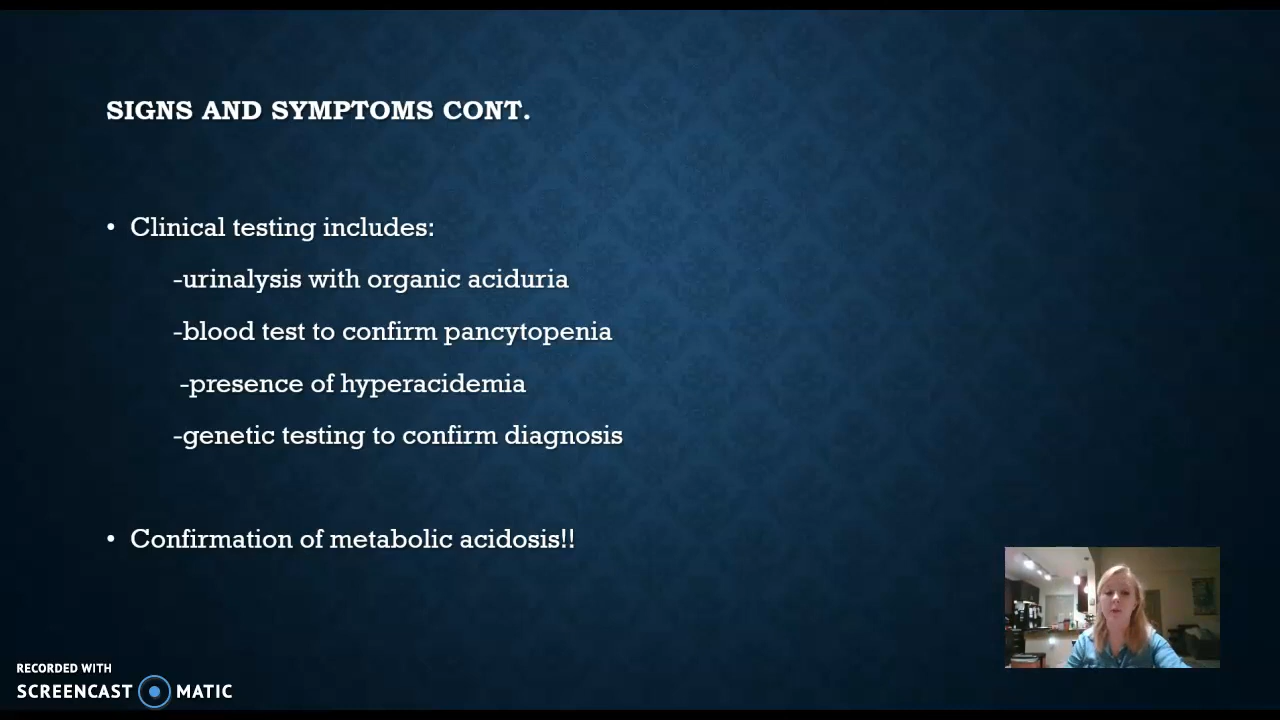 SIGNS AND SYMPTOMS CONT.
• Clinical testing includes:
-urinalysis with organic aciduria
-blood test to confirm pancytopenia
-presence of hyperacidemia
-genetic testing to confirm diagnosis
• Confirmation of metabolic acidosis!!
RECORDED WITH
SCREENCAST MATIC